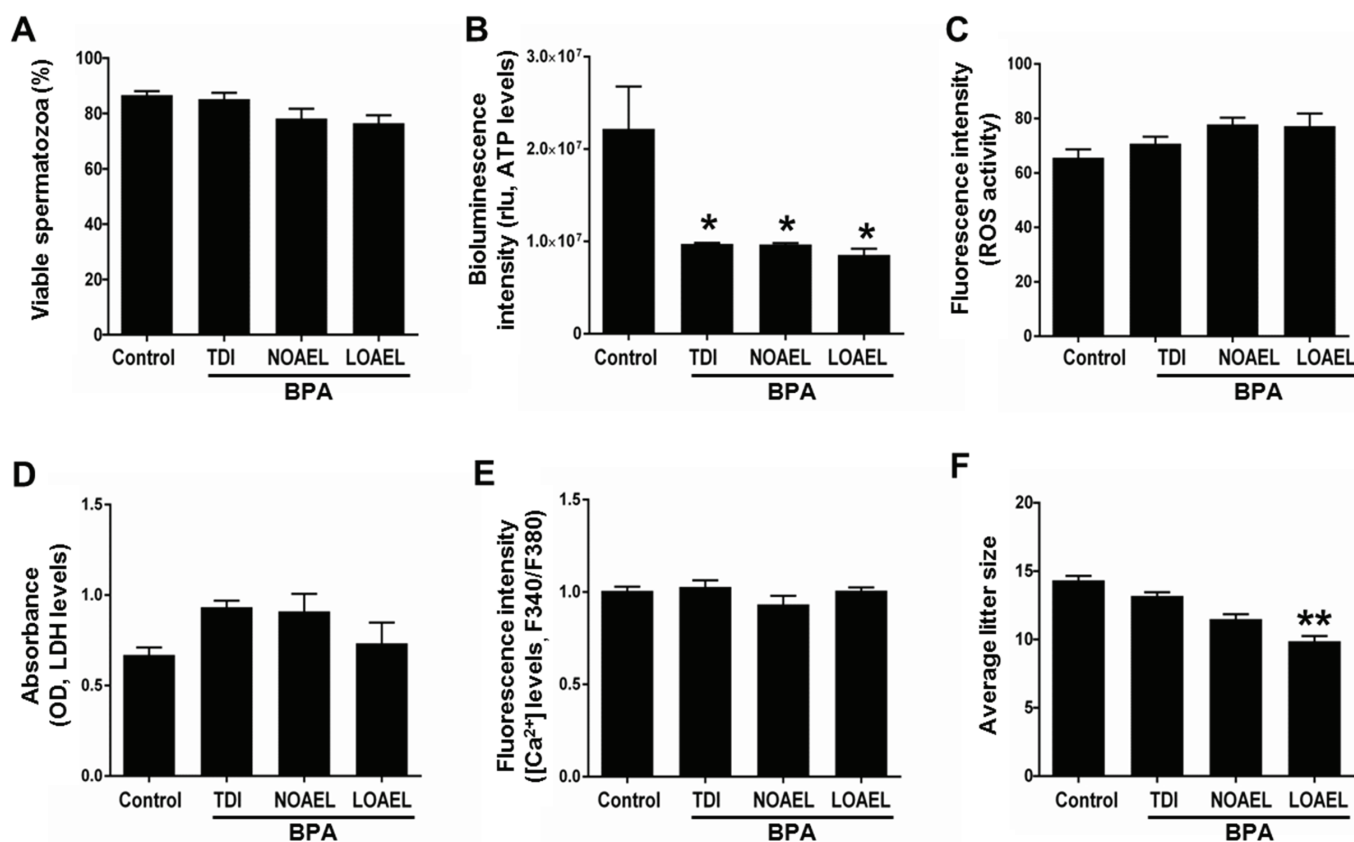 A
Viable spermatozoa (%)
100
80
60
40
20
0
Control TDI NOAEL LOAEL
BPA
B
Bioluminescence
intensity (rlu, ATP levels)
3.0×10⁷
2.0×10⁷
1.0×10⁷
0
* * *
Control TDI NOAEL LOAEL
BPA
C
Fluorescence intensity
(ROS activity)
100
80
60
40
20
0
Control TDI NOAEL LOAEL
BPA
D
Absorbance
(OD, LDH levels)
1.5
1.0
0.5
0.0
Control TDI NOAEL LOAEL
BPA
E
Fluorescence intensity
([Ca²⁺] levels, F340/F380)
1.5
1.0
0.5
0.0
Control TDI NOAEL LOAEL
BPA
F
Average litter size
20
15
10
5
0
**
Control TDI NOAEL LOAEL
BPA